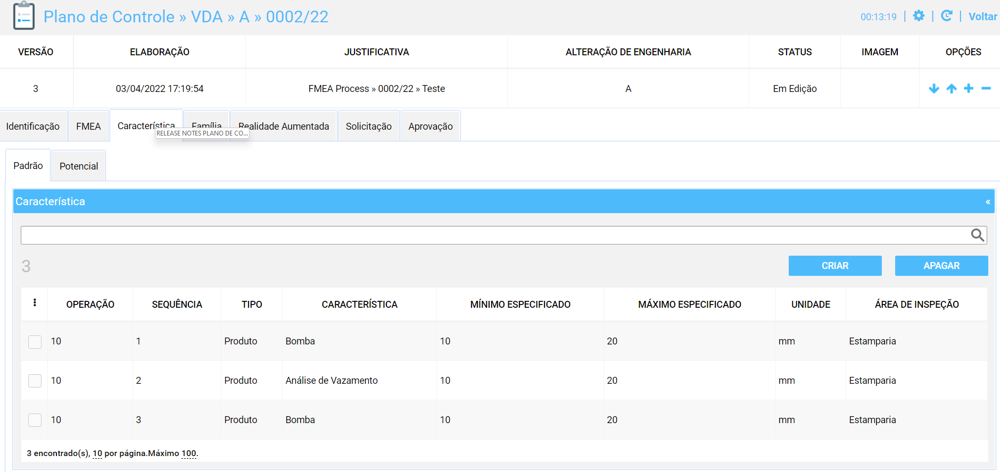 Plano de Controle » VDA » A » 0002/22
00:13:19 | | | Voltar
VERSÃO ELABORAÇÃO JUSTIFICATIVA ALTERAÇÃO DE ENGENHARIA STATUS IMAGEM OPÇÕES
3 03/04/2022 17:19:54 FMEA Process » 0002/22 » Teste A Em Edição
Identificação FMEA Característica Família Realidade Aumentada Solicitação Aprovação
RELEASE NOTES PLANO DE CO...
Padrão Potencial
Característica «
3 CRIAR APAGAR
OPERAÇÃO SEQUÊNCIA TIPO CARACTERÍSTICA MÍNIMO ESPECIFICADO MÁXIMO ESPECIFICADO UNIDADE ÁREA DE INSPEÇÃO
10 1 Produto Bomba 10 20 mm Estamparia
10 2 Produto Análise de Vazamento 10 20 mm Estamparia
10 3 Produto Bomba 10 20 mm Estamparia
3 encontrado(s), 10 por página.Máximo 100.